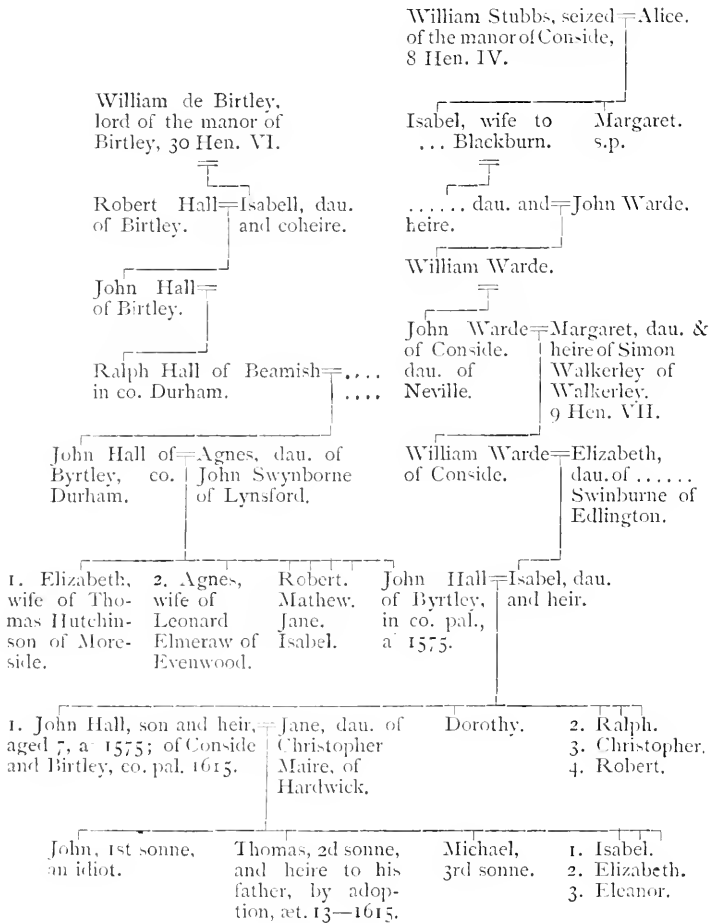 William Stubbs, seized Alice.
of the manor of Conside,
8 Hen. IV.
William de Birtley,
lord of the manor of
Birtley, 30 Hen. VI.
Isabel, wife to Margaret.
... Blackburn. s.p.
Robert Hall Isabell, dau.
of Birtley. and coheire.
...... dau. and John Warde.
heire.
William Warde.
John Hall
of Birtley.
John Warde Margaret, dau. &
of Conside. heire of Simon
dau. of Walkerley of
Neville. Walkerley.
9 Hen. VII.
Ralph Hall of Beamish ....
in co. Durham. ....
John Hall of Agnes, dau. of
Byrtley, co. John Swynborne
Durham. of Lynsford.
William Warde Elizabeth,
of Conside. dau. of ......
Swinburne of
Edlington.
1. Elizabeth,
wife of Tho-
mas Hutchin-
son of More-
side.
2. Agnes,
wife of
Leonard
Elmeraw of
Evenwood.
Robert.
Mathew.
Jane.
Isabel.
John Hall Isabel, dau.
of Byrtley, and heir.
in co. pal.,
a° 1575.
1. John Hall, son and heir,
aged 7, a° 1575; of Conside
and Birtley, co. pal. 1615.
Jane, dau. of
Christopher
Maire, of
Hardwick.
Dorothy.
2. Ralph.
3. Christopher.
4. Robert.
John, 1st sonne,
an idiot.
Thomas, 2d sonne,
and heire to his
father, by adop-
tion, æt. 13—1615.
Michael,
3rd sonne.
1. Isabel.
2. Elizabeth.
3. Eleanor.